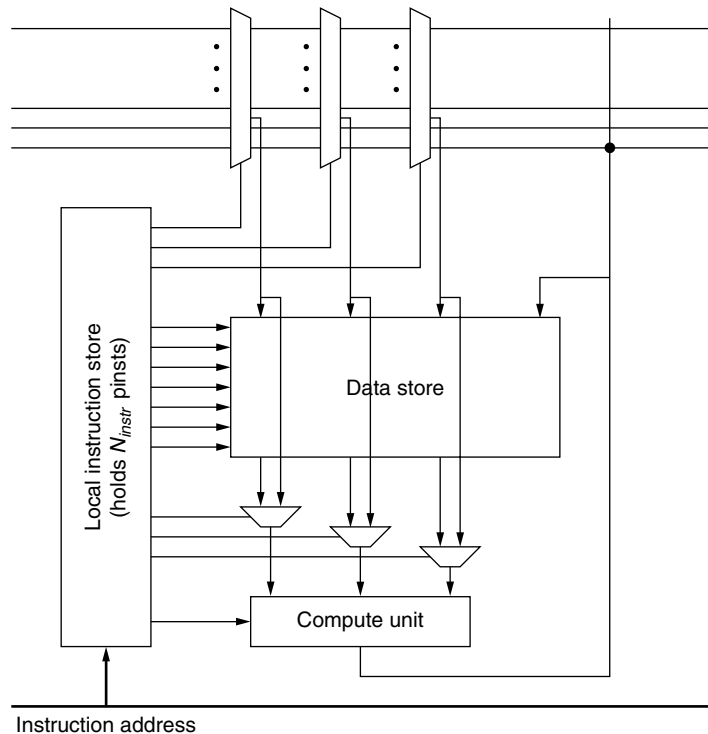 Local instruction store
(holds N_instr pinsts)
Data store
Compute unit
Instruction address